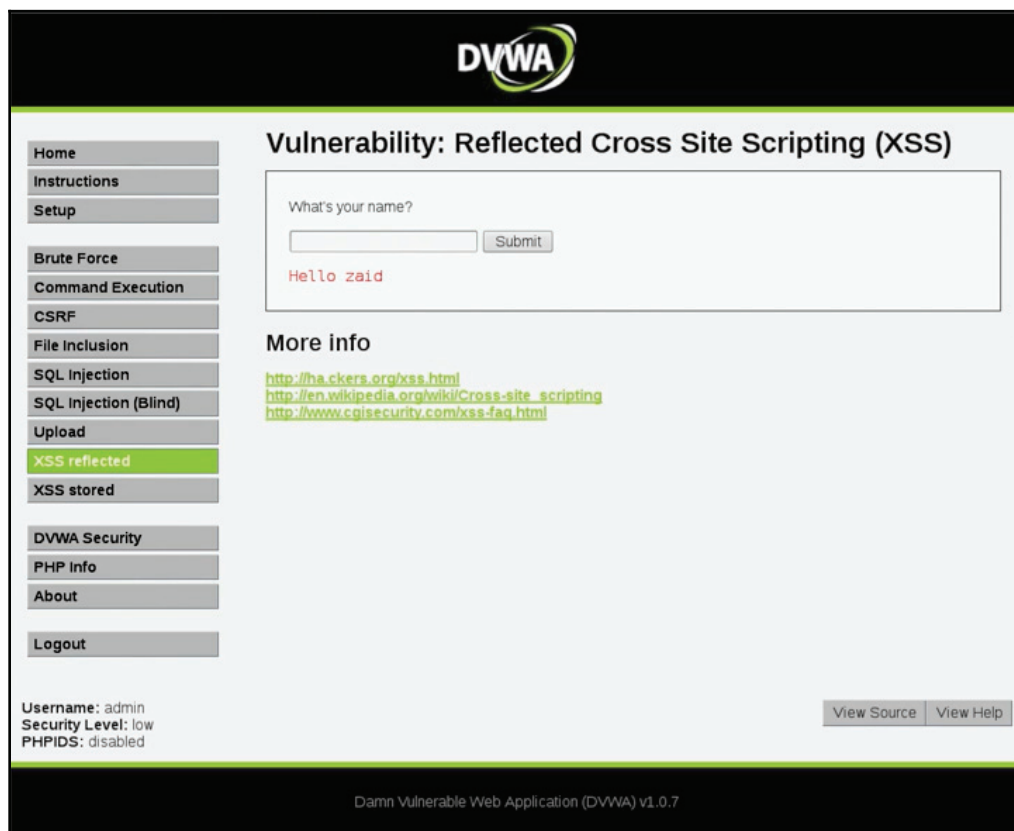 DVWA
Home
Instructions
Setup
Brute Force
Command Execution
CSRF
File Inclusion
SQL Injection
SQL Injection (Blind)
Upload
XSS reflected
XSS stored
DVWA Security
PHP Info
About
Logout
Vulnerability: Reflected Cross Site Scripting (XSS)
What's your name?
Submit
Hello zaid
More info
http://ha.ckers.org/xss.html
http://en.wikipedia.org/wiki/Cross-site_scripting
http://www.cgisecurity.com/xss-faq.html
Username: admin
Security Level: low
PHPIDS: disabled
View Source View Help
Damn Vulnerable Web Application (DVWA) v1.0.7